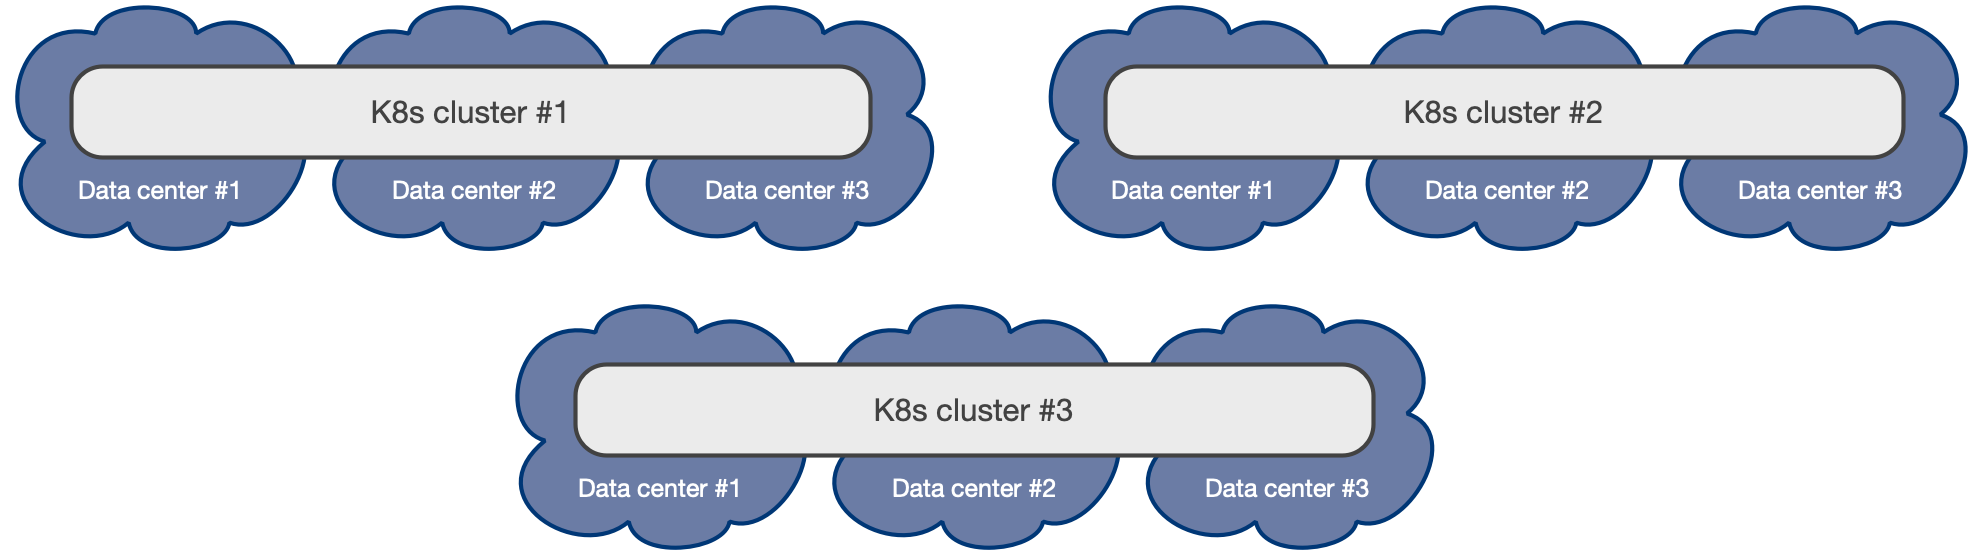 K8s cluster #1
Data center #1
Data center #2
Data center #3
K8s cluster #2
Data center #1
Data center #2
Data center #3
K8s cluster #3
Data center #1
Data center #2
Data center #3